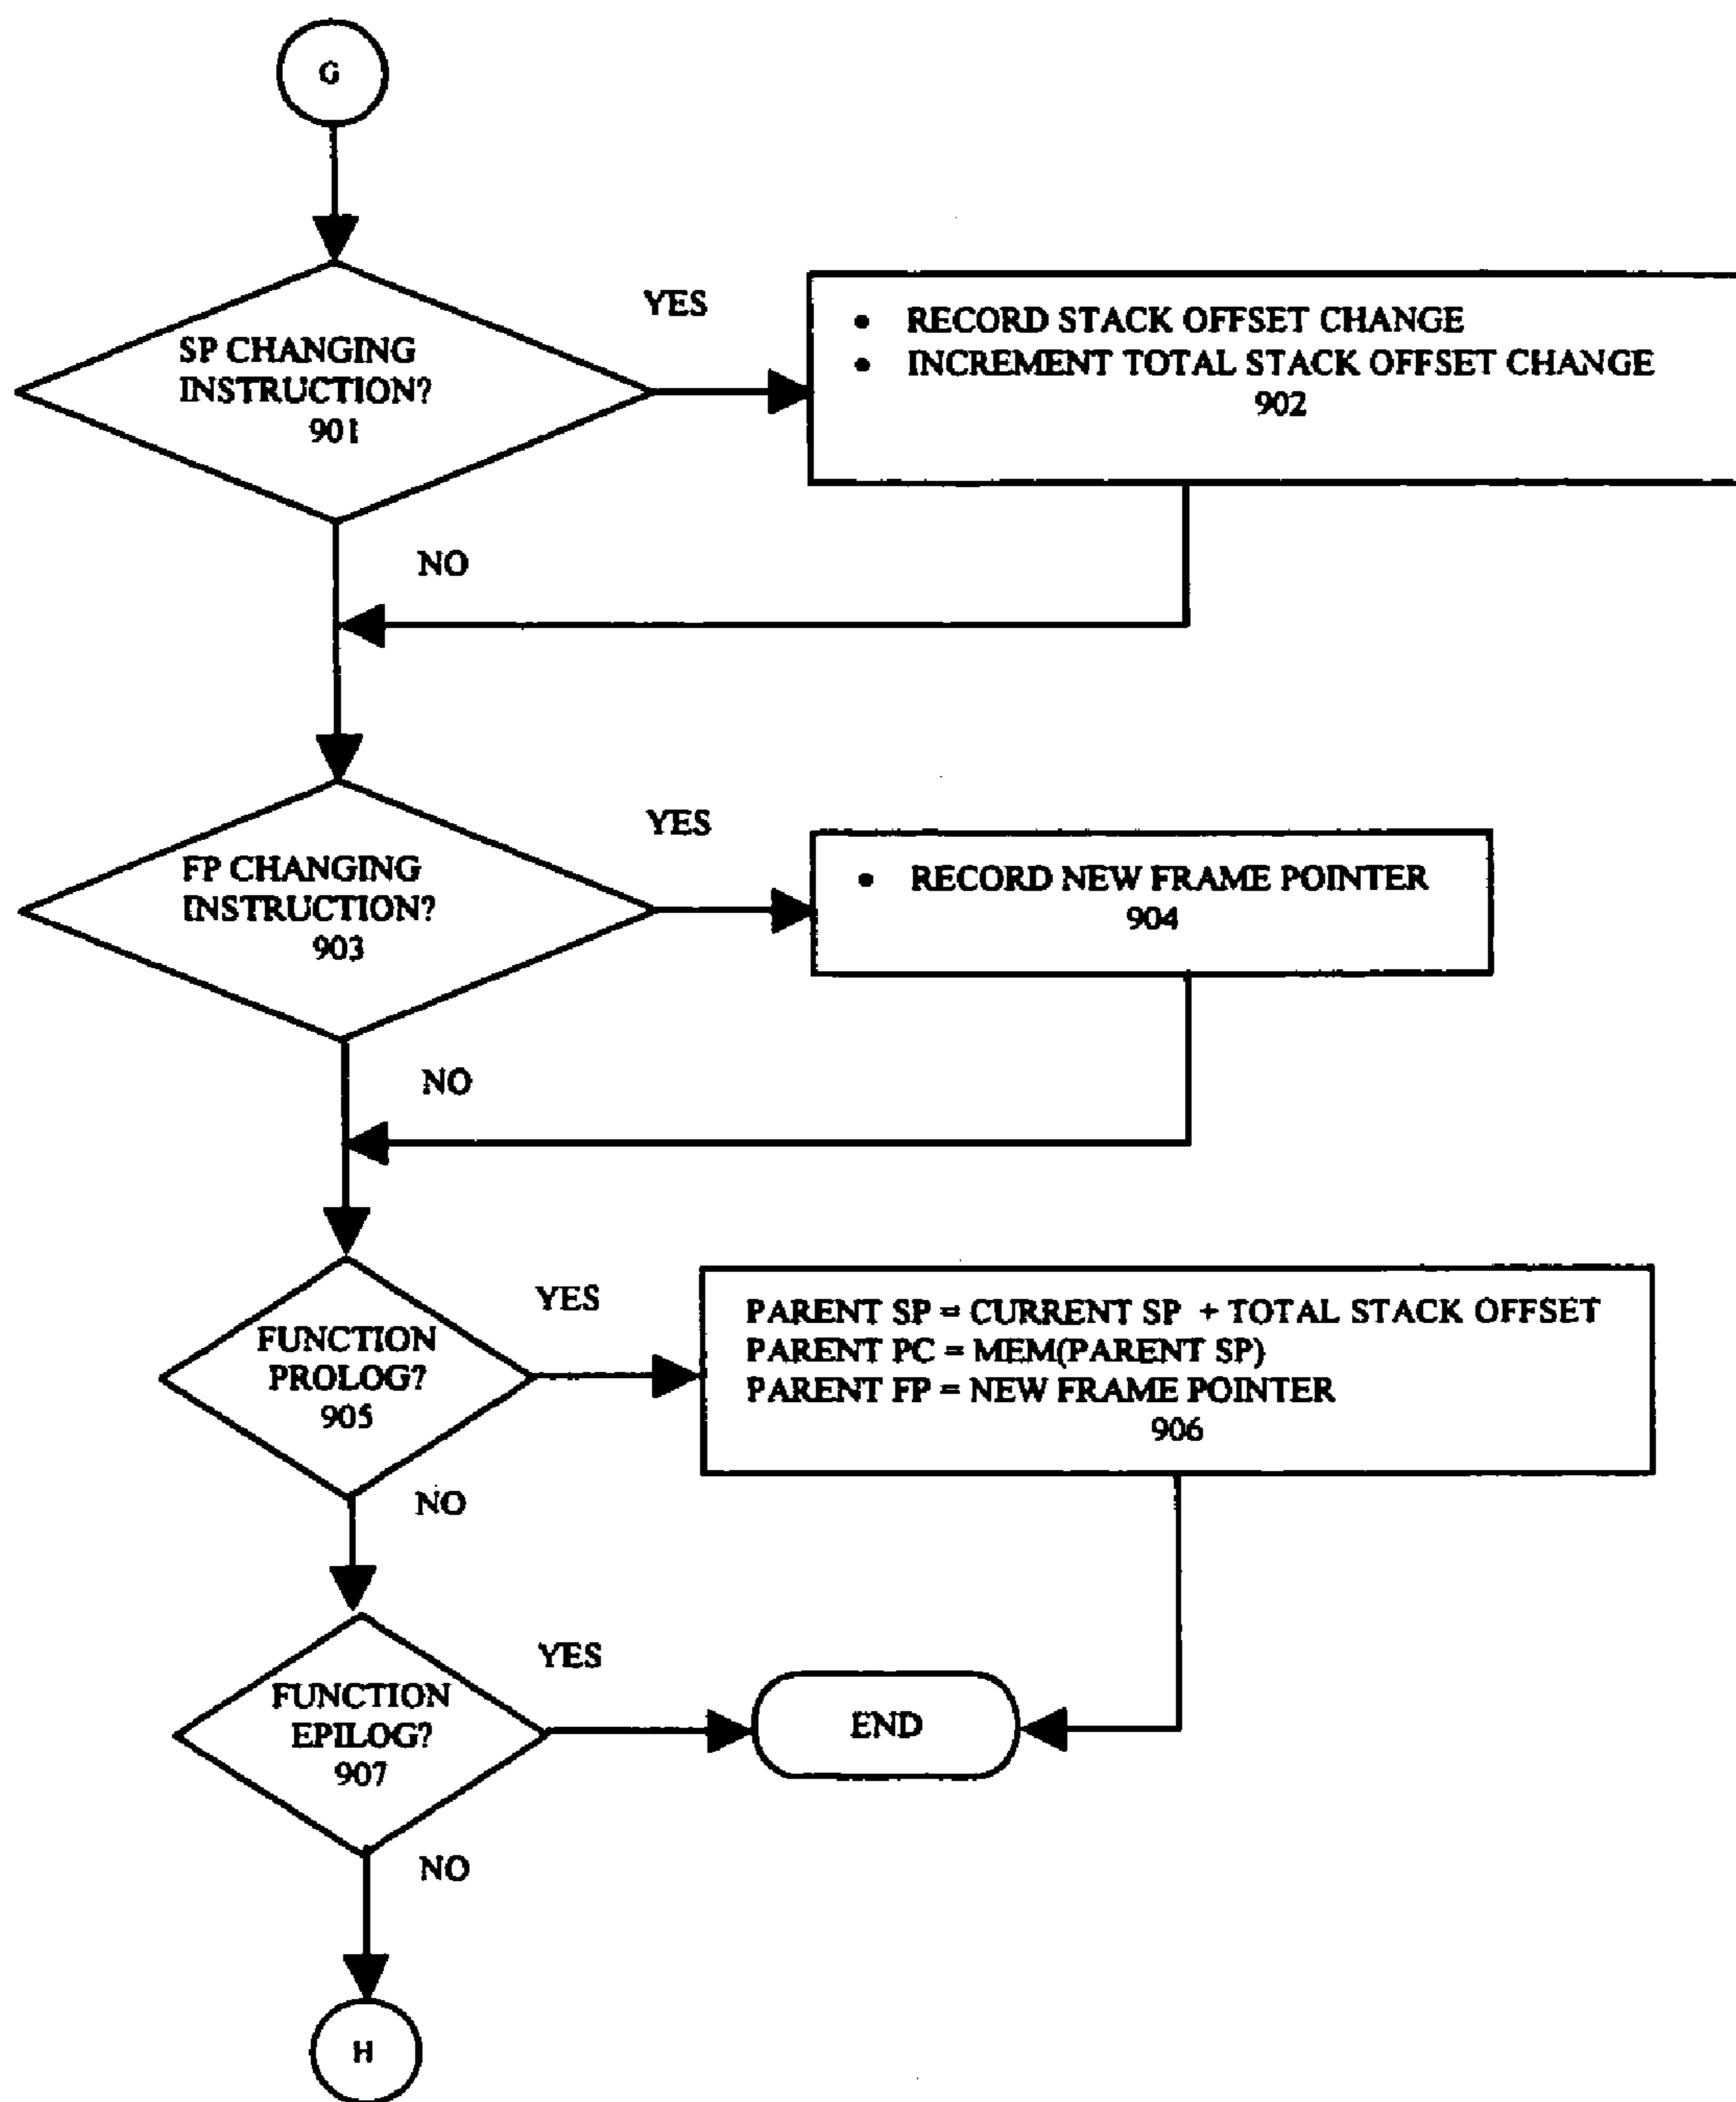 G
SP CHANGING
INSTRUCTION?
901
YES
• RECORD STACK OFFSET CHANGE
• INCREMENT TOTAL STACK OFFSET CHANGE
902
NO
FP CHANGING
INSTRUCTION?
903
YES
• RECORD NEW FRAME POINTER
904
NO
FUNCTION
PROLOG?
905
YES
PARENT SP = CURRENT SP + TOTAL STACK OFFSET
PARENT PC = MEM(PARENT SP)
PARENT FP = NEW FRAME POINTER
906
NO
FUNCTION
EPILOG?
907
YES
END
NO
H